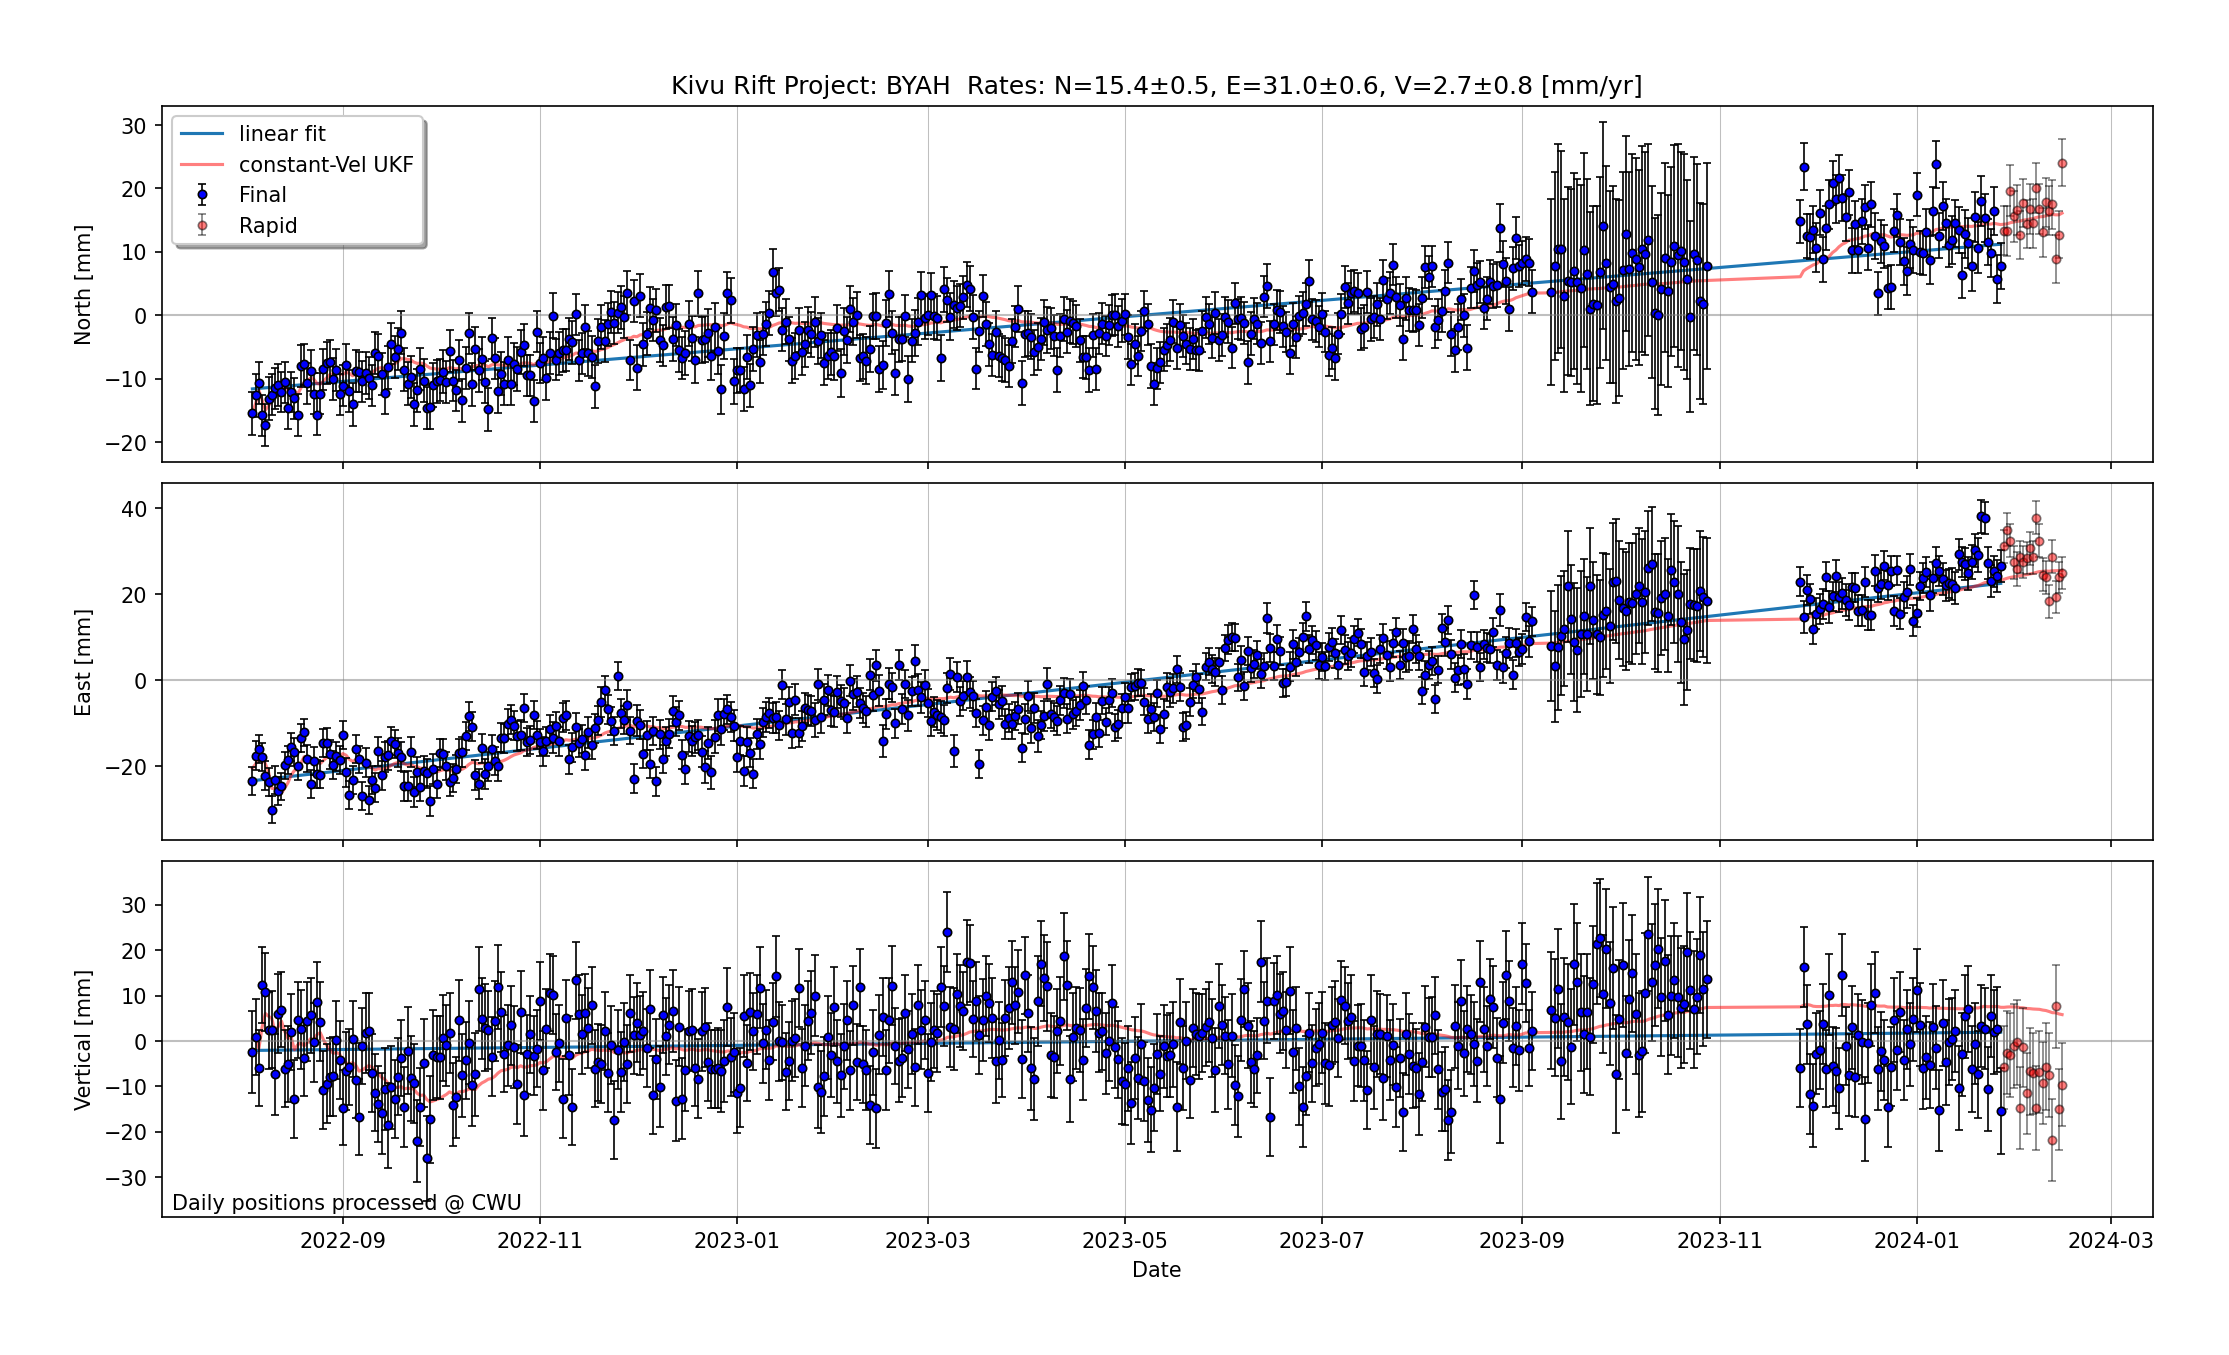 Kivu Rift Project: BYAH  Rates: N=15.4±0.5, E=31.0±0.6, V=2.7±0.8 [mm/yr]
linear fit
constant-Vel UKF
Final
Rapid
North [mm]
30
20
10
0
−10
−20
East [mm]
40
20
0
−20
Vertical [mm]
30
20
10
0
−10
−20
−30
Daily positions processed @ CWU
2022-09 2022-11 2023-01 2023-03 2023-05 2023-07 2023-09 2023-11 2024-01 2024-03
Date